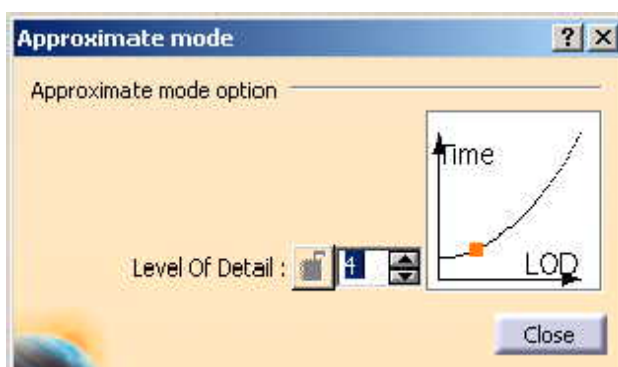 Approximate mode
Approximate mode option
Time
Level Of Detail : 4
LOD
Close